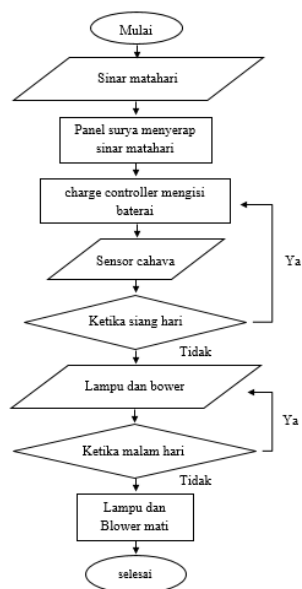 Mulai
Sinar matahari
Panel surya menyerap
sinar matahari
charge controller mengisi
baterai
Sensor cahava
Ya
Ketika siang hari
Tidak
Lampu dan bower
Ya
Ketika malam hari
Tidak
Lampu dan
Blower mati
selesai